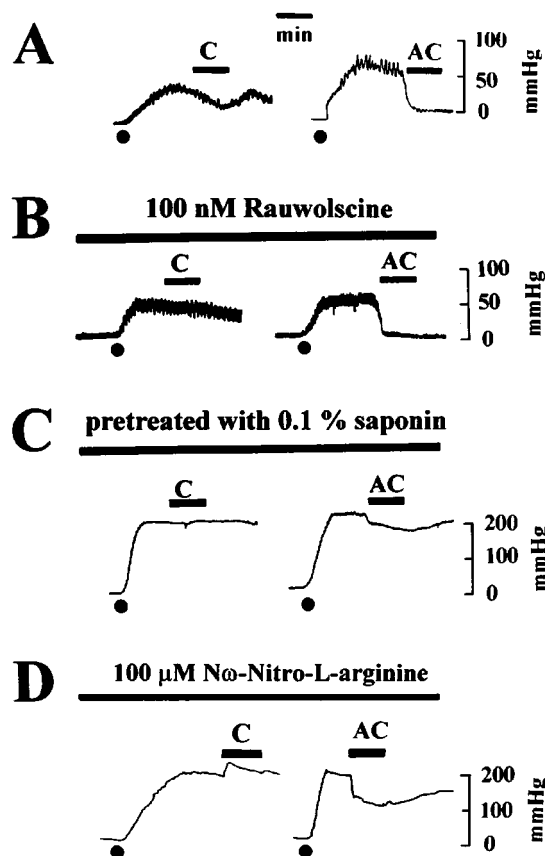 A
C
min
AC
100
50
0
mmHg
B
100 nM Rauwolscine
C
AC
100
50
0
mmHg
C
pretreated with 0.1 % saponin
C
AC
200
100
0
mmHg
D
100 μM Nω-Nitro-L-arginine
C
AC
200
100
0
mmHg